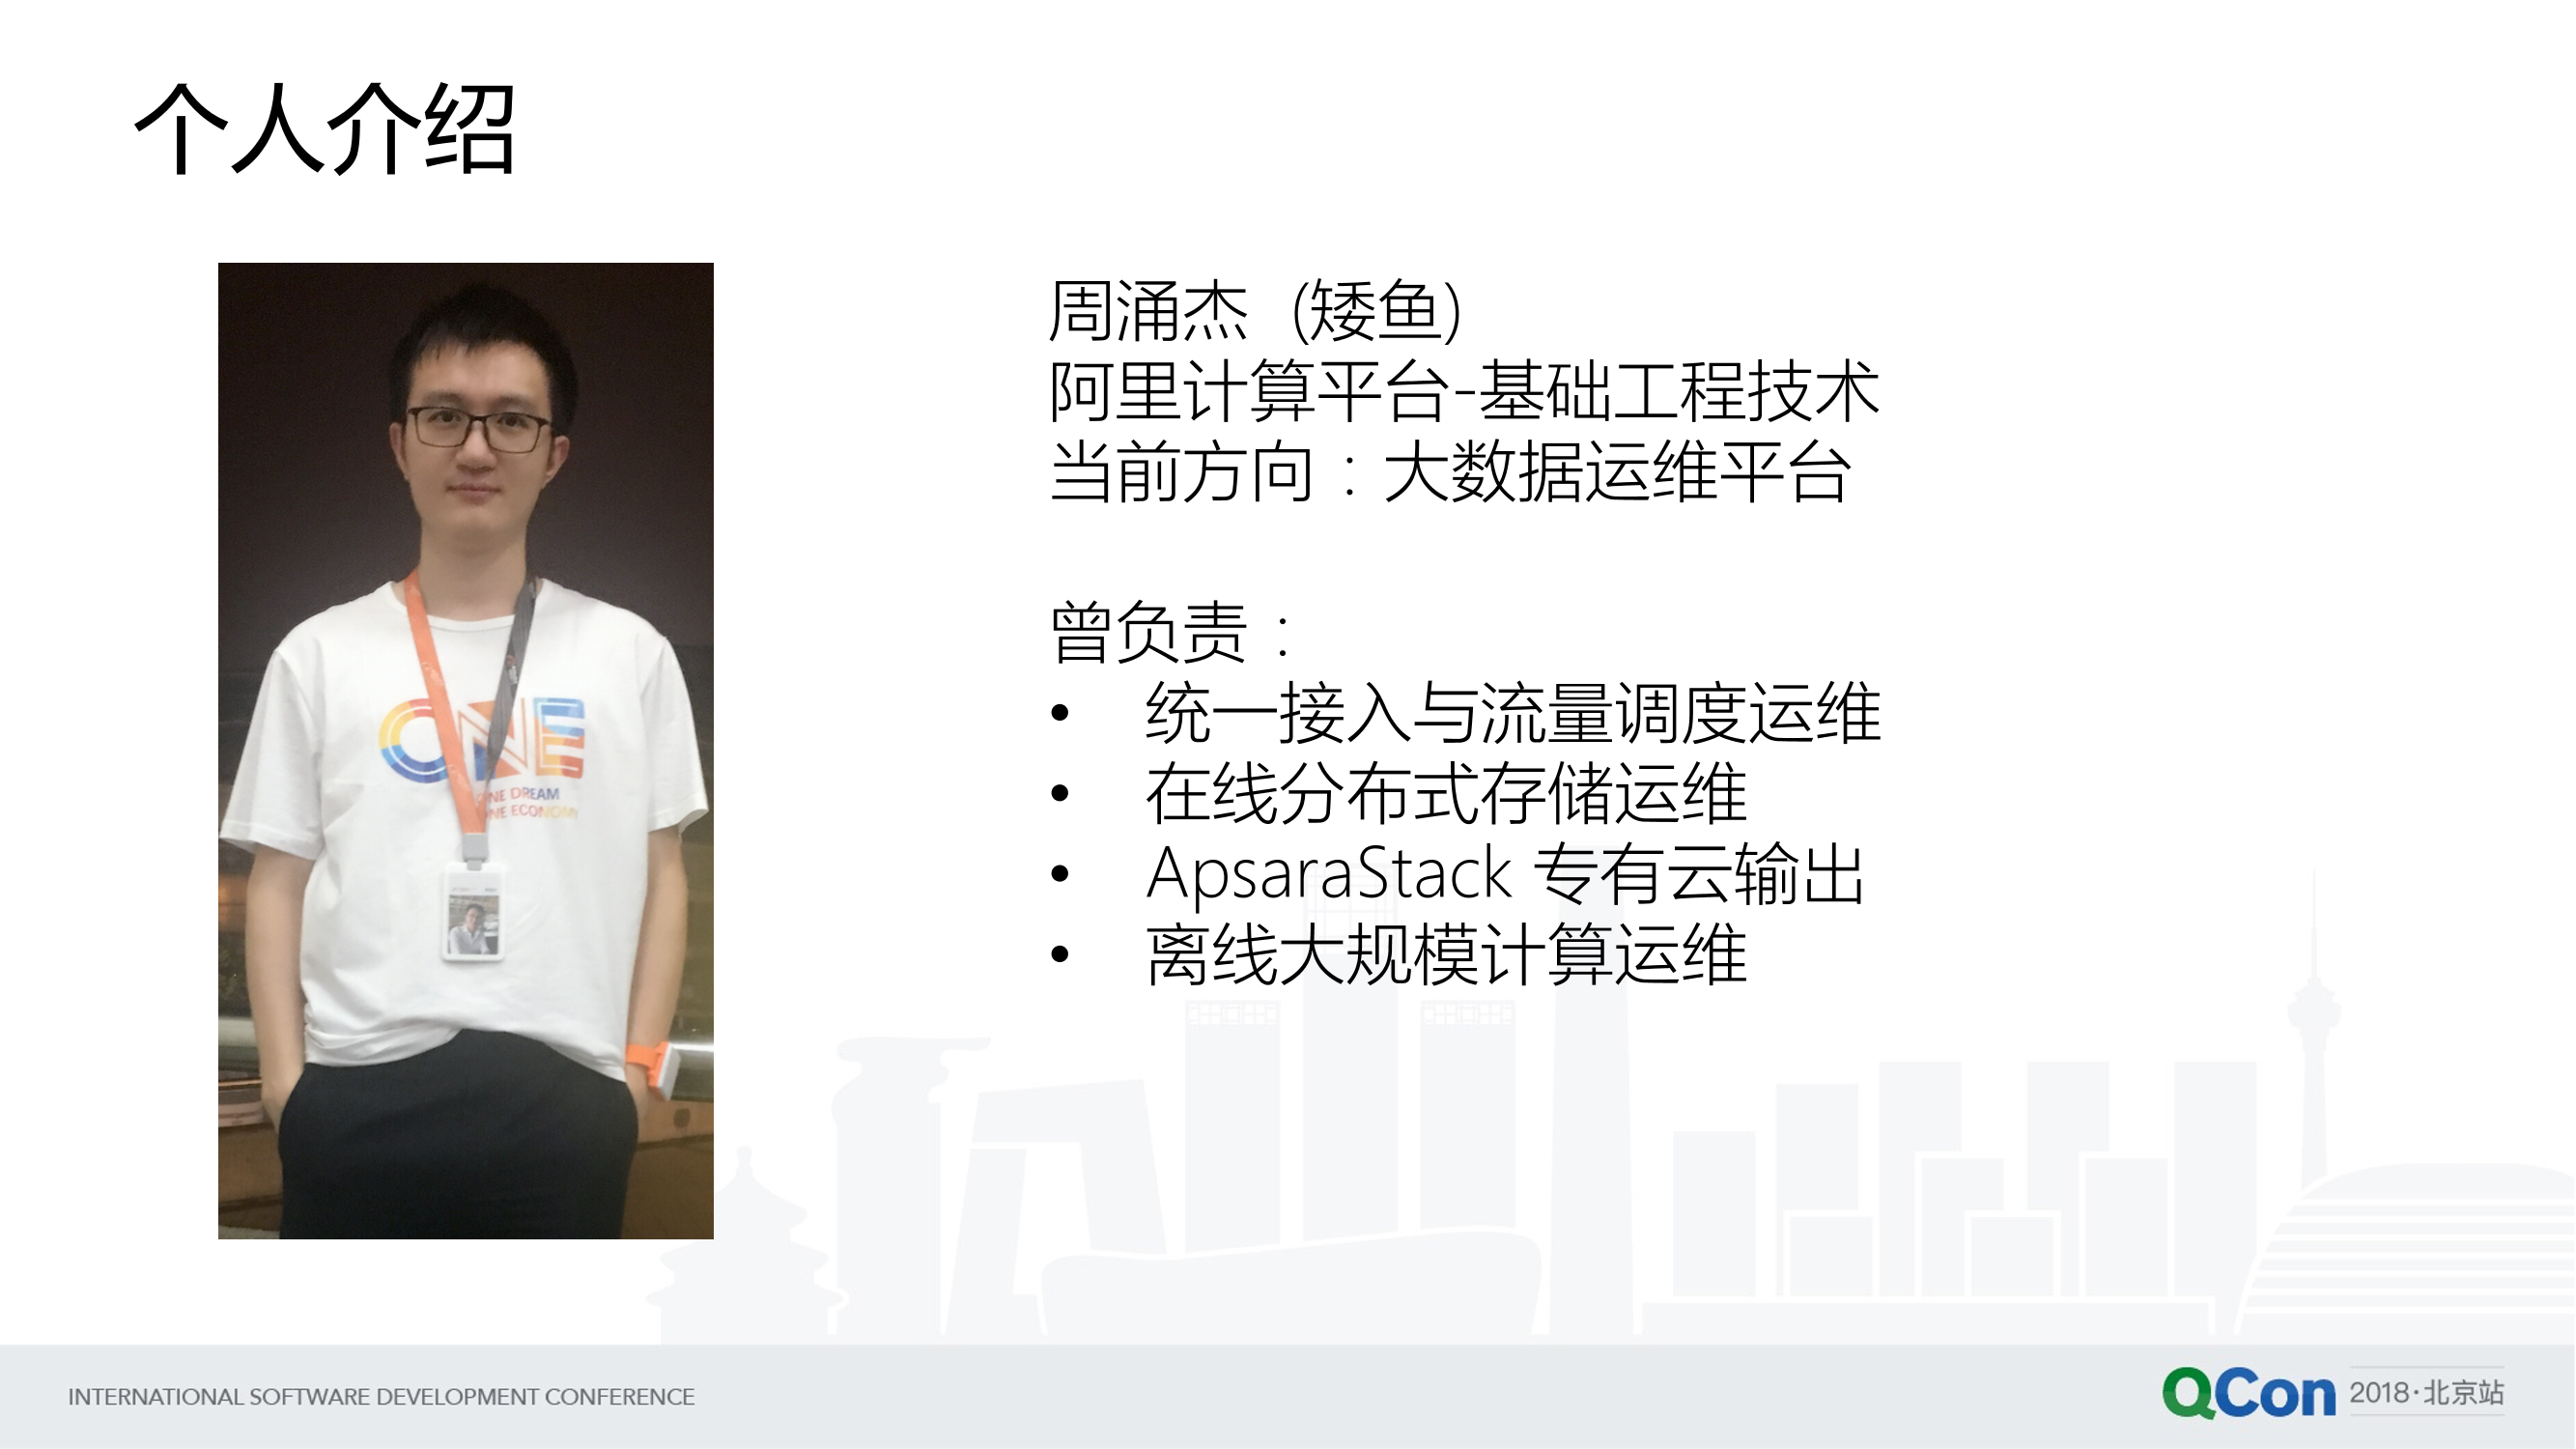 个人介绍
周涌杰 (矮鱼)
阿里计算平台-基础工程技术
当前方向：大数据运维平台
曾负责：
• 统一接入与流量调度运维
• 在线分布式存储运维
• ApsaraStack 专有云输出
• 离线大规模计算运维
ONE
ONE DREAM
ONE ECONOMY
INTERNATIONAL SOFTWARE DEVELOPMENT CONFERENCE
QCon 2018·北京站